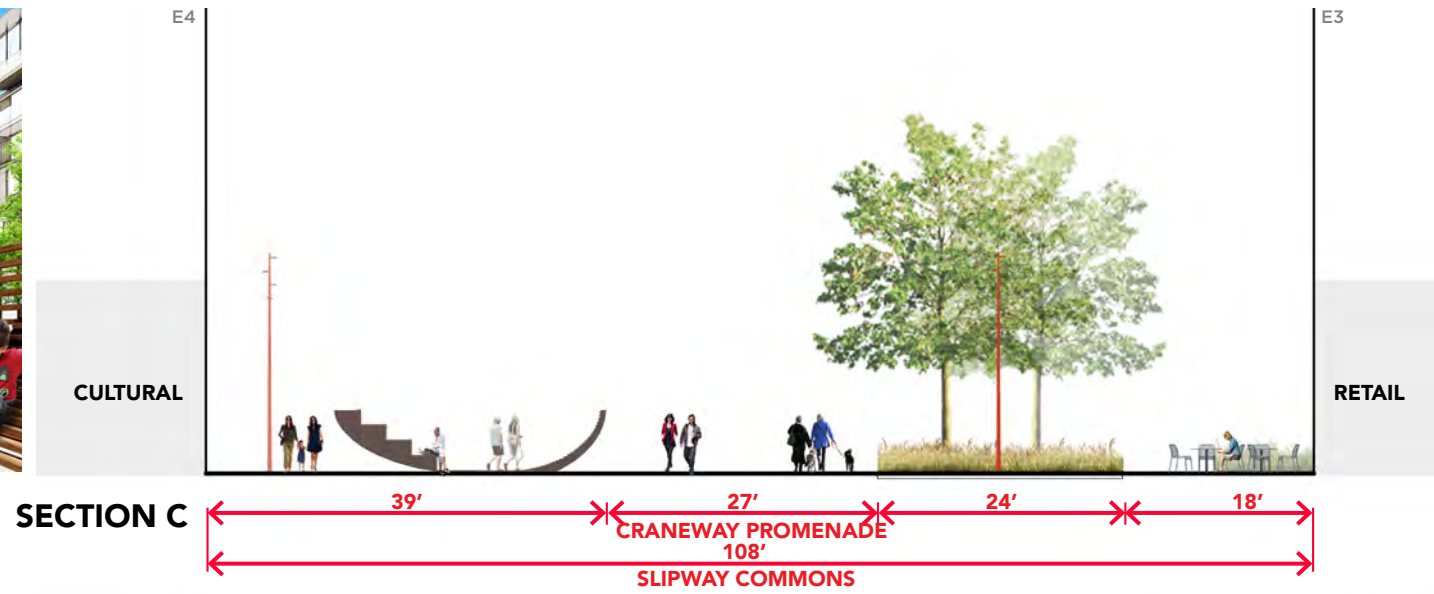 E4
E3
CULTURAL
RETAIL
SECTION C
39’
27’
24’
18’
CRANEWAY PROMENADE
108’
SLIPWAY COMMONS